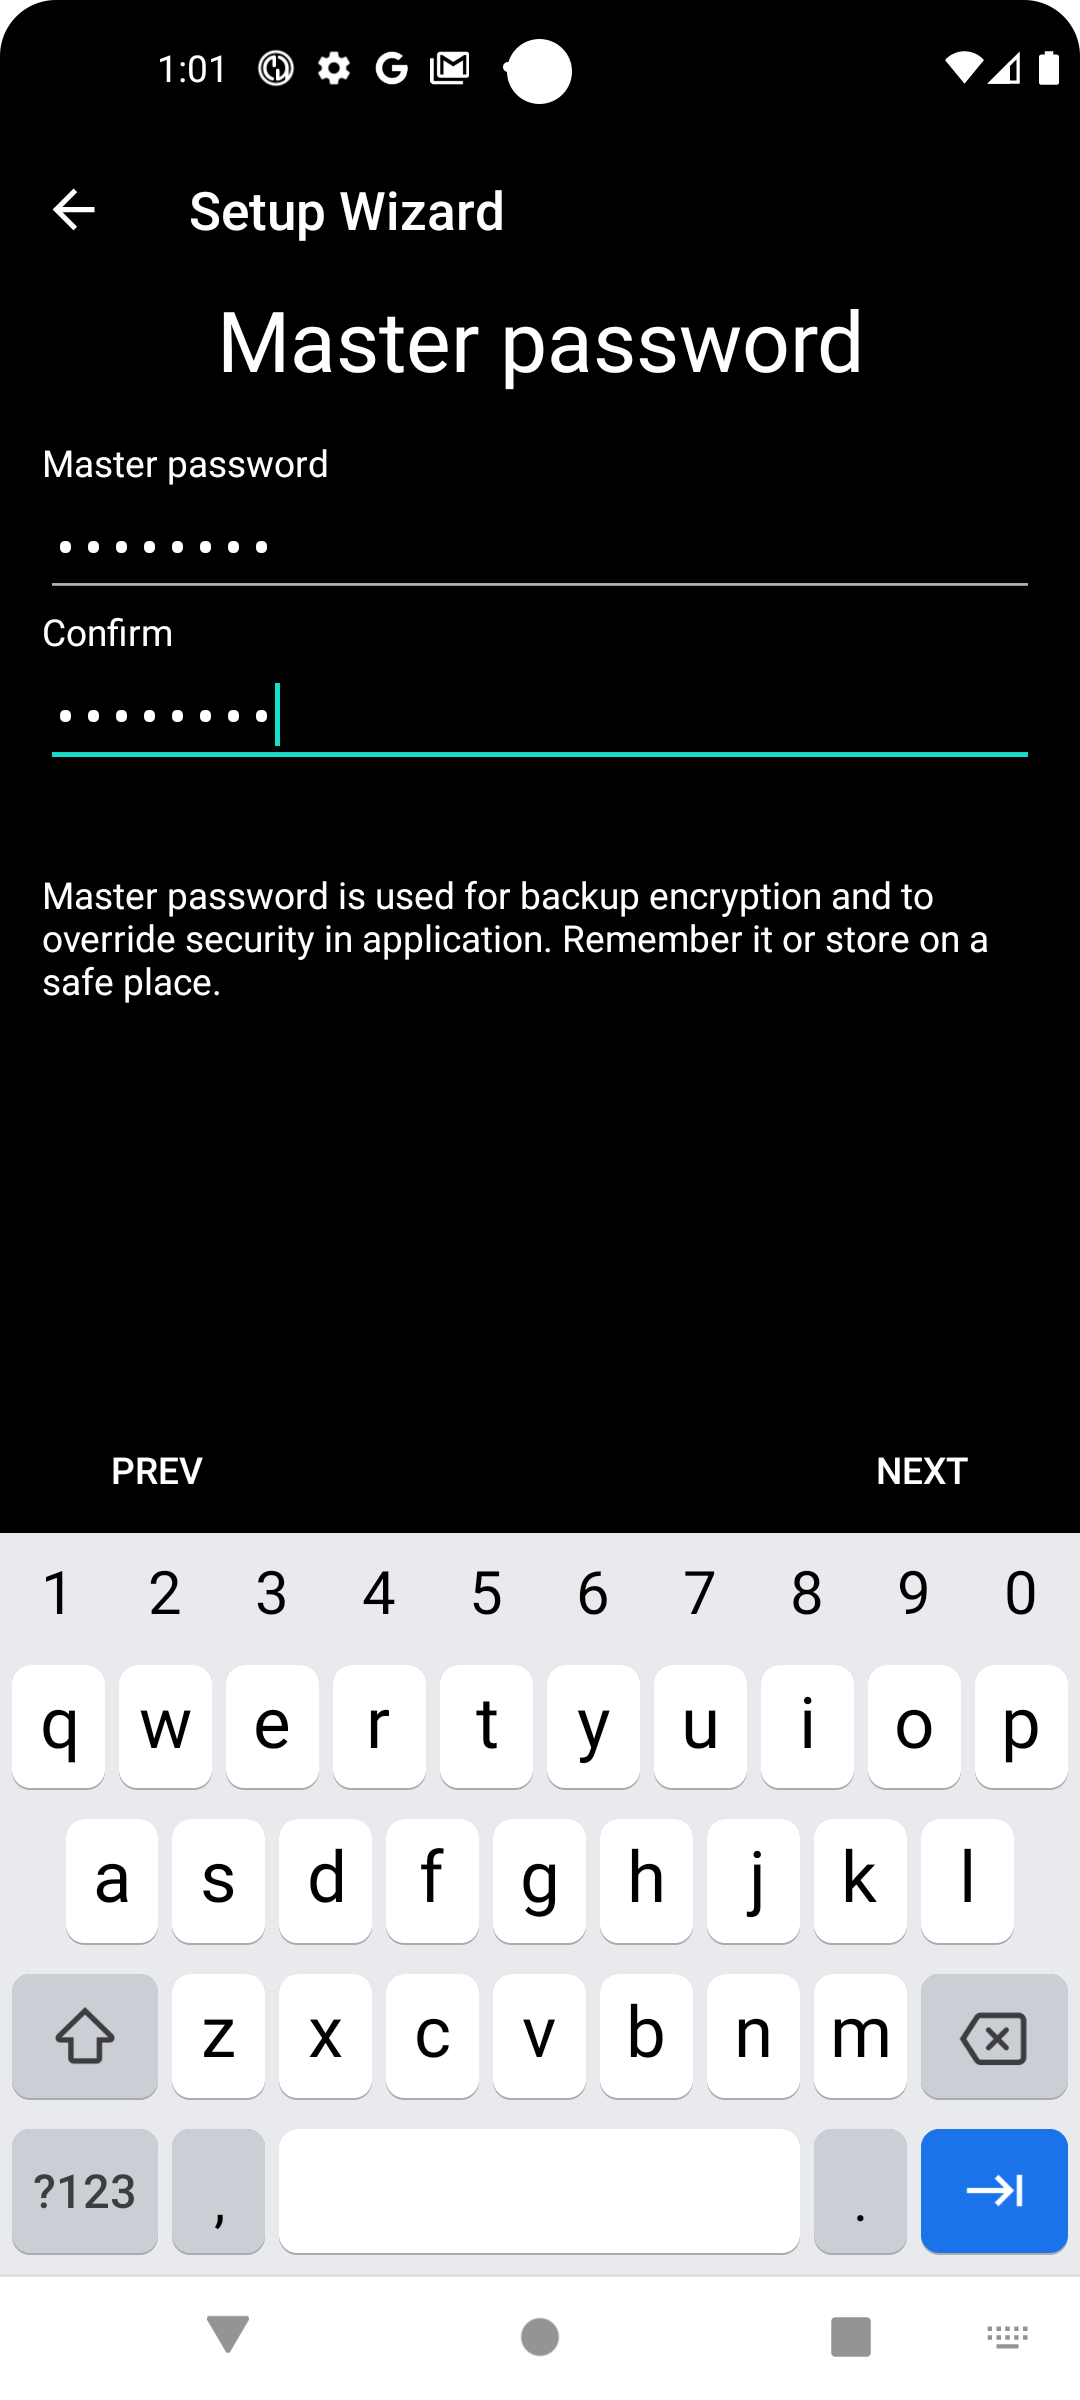 1:01
Setup Wizard
Master password
Master password
••••••••
Confirm
••••••••
Master password is used for backup encryption and to
override security in application. Remember it or store on a
safe place.
PREV NEXT
1 2 3 4 5 6 7 8 9 0
q w e r t y u i o p
a s d f g h j k l
z x c v b n m
?123 , .